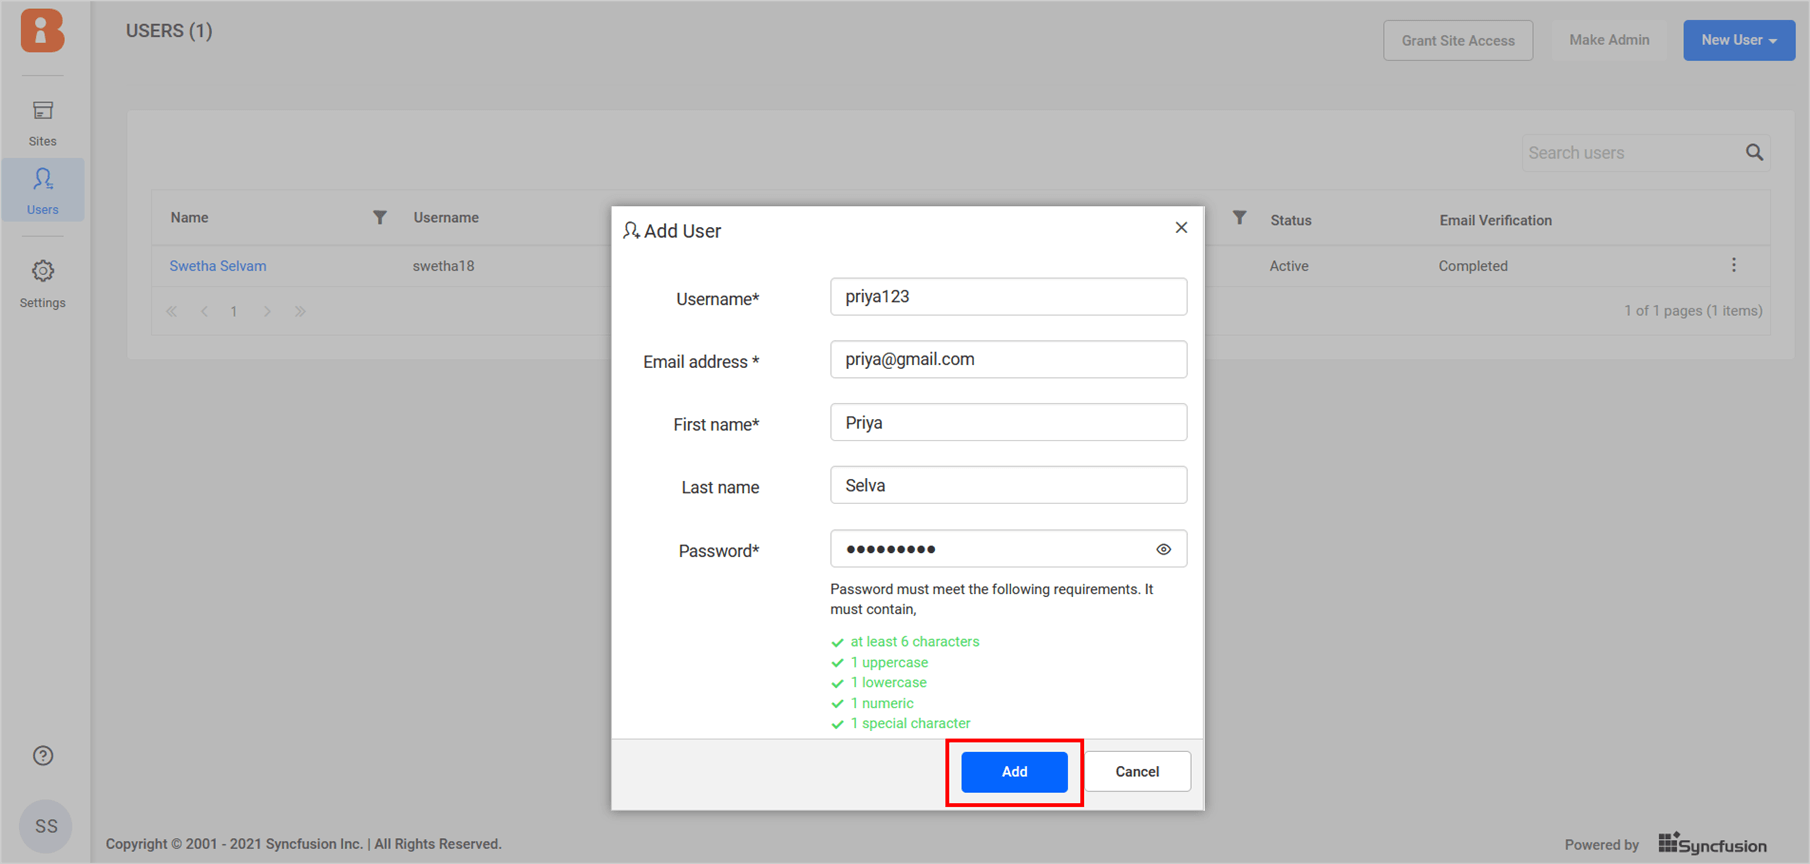 USERS (1)
Grant Site Access
Make Admin
New User
Sites
Users
Settings
Search users
Name
Username
Status
Email Verification
Swetha Selvam
swetha18
Active
Completed
1
1 of 1 pages (1 items)
Add User
Username*
priya123
Email address *
priya@gmail.com
First name*
Priya
Last name
Selva
Password*
●●●●●●●●●
Password must meet the following requirements. It
must contain,
at least 6 characters
1 uppercase
1 lowercase
1 numeric
1 special character
Add
Cancel
SS
Copyright © 2001 - 2021 Syncfusion Inc. | All Rights Reserved.
Powered by
Syncfusion